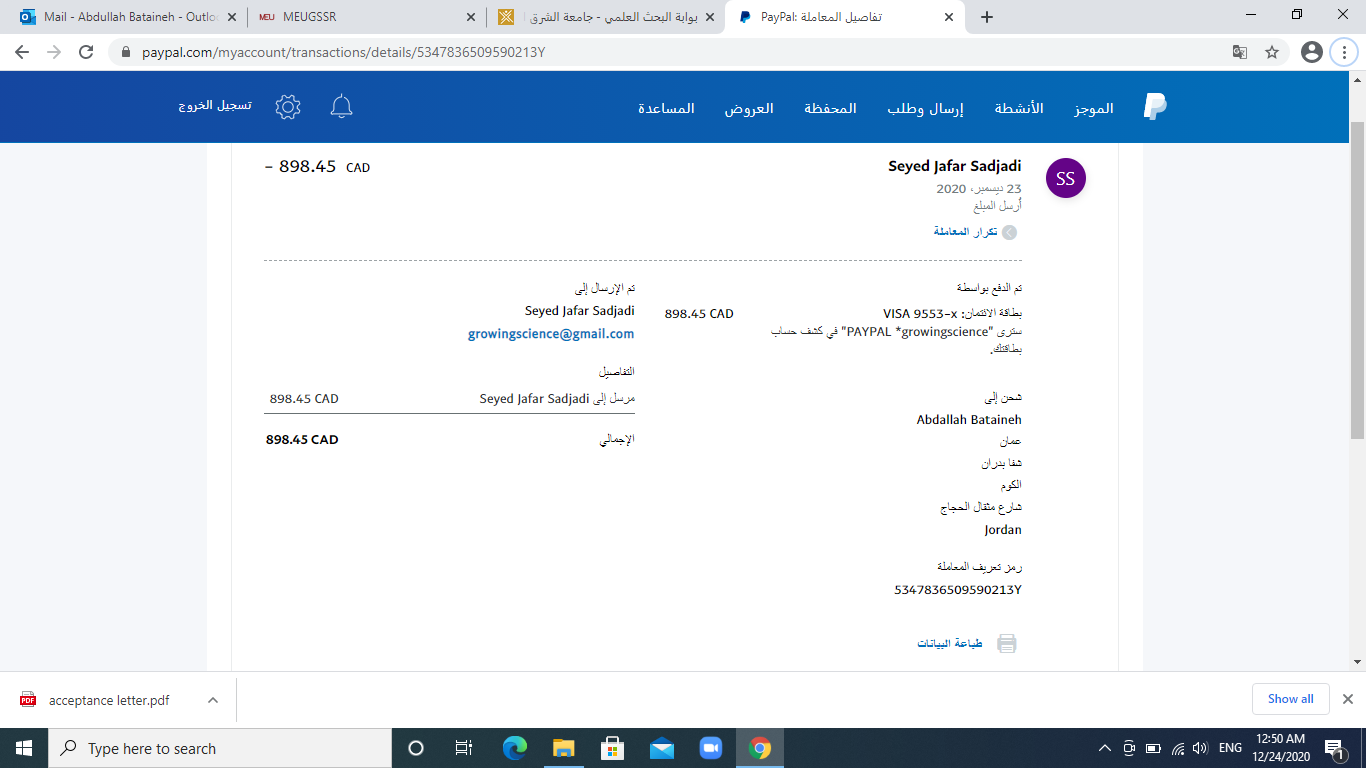 Mail - Abdullah Bataineh - Outlo
MEU MEUGSSR
بوابة البحث العلمي - جامعة الشرق
PayPal: تفاصيل المعاملة
paypal.com/myaccount/transactions/details/5347836509590213Y
الموجز الأنشطة إرسال وطلب المحفظة العروض المساعدة
تسجيل الخروج
SS
Seyed Jafar Sadjadi
- 898.45 CAD
23 ديسمبر، 2020
أُرسل المبلغ
تكرار المعاملة
تم الدفع بواسطة
بطاقة الائتمان: VISA 9553-x 898.45 CAD
سترى "PAYPAL *growingscience" في كشف حساب
بطاقتك.
شحن إلى
Abdallah Bataineh
عمان
شفا بدران
الكوم
شارع مثقال الحجاج
Jordan
رمز تعريف المعاملة
5347836509590213Y
طباعة البيانات
تم الإرسال إلى
Seyed Jafar Sadjadi
growingscience@gmail.com
التفاصيل
مرسل إلى Seyed Jafar Sadjadi 898.45 CAD
الإجمالي 898.45 CAD
PDF
acceptance letter.pdf
Show all
Type here to search
ENG
12:50 AM
12/24/2020
1